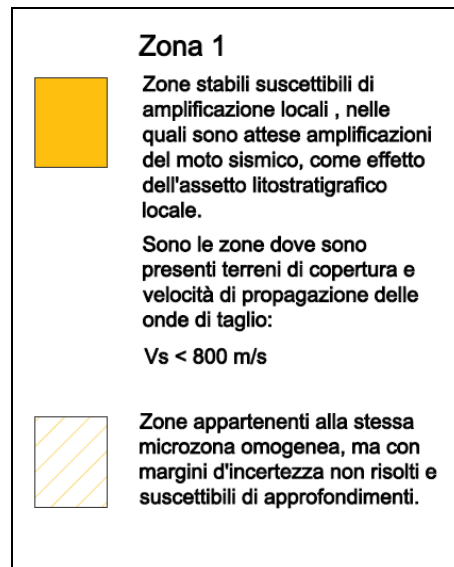 Zona 1
Zone stabili suscettibili di
amplificazione locali , nelle
quali sono attese amplificazioni
del moto sismico, come effetto
dell'assetto litostratigrafico
locale.
Sono le zone dove sono
presenti terreni di copertura e
velocità di propagazione delle
onde di taglio:
Vs < 800 m/s
Zone appartenenti alla stessa
microzona omogenea, ma con
margini d'incertezza non risolti e
suscettibili di approfondimenti.